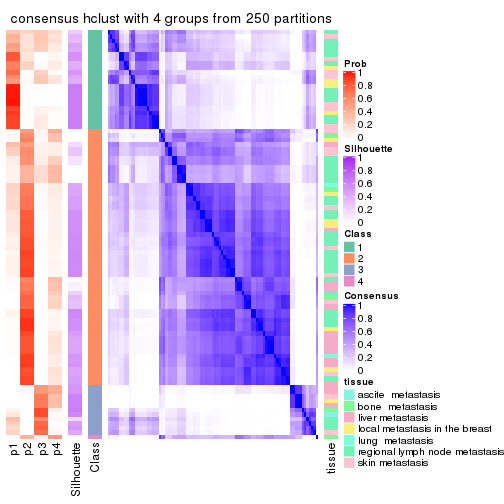 consensus hclust with 4 groups from 250 partitions
Prob
1
0.8
0.6
0.4
0.2
0
Silhouette
1
0.8
0.6
0.4
0.2
0
Class
1
2
3
4
Consensus
1
0.8
0.6
0.4
0.2
0
tissue
ascite metastasis
bone metastasis
liver metastasis
local metastasis in the breast
lung metastasis
regional lymph node metastasis
skin metastasis
p1
p2
p3
p4
Silhouette
Class
tissue